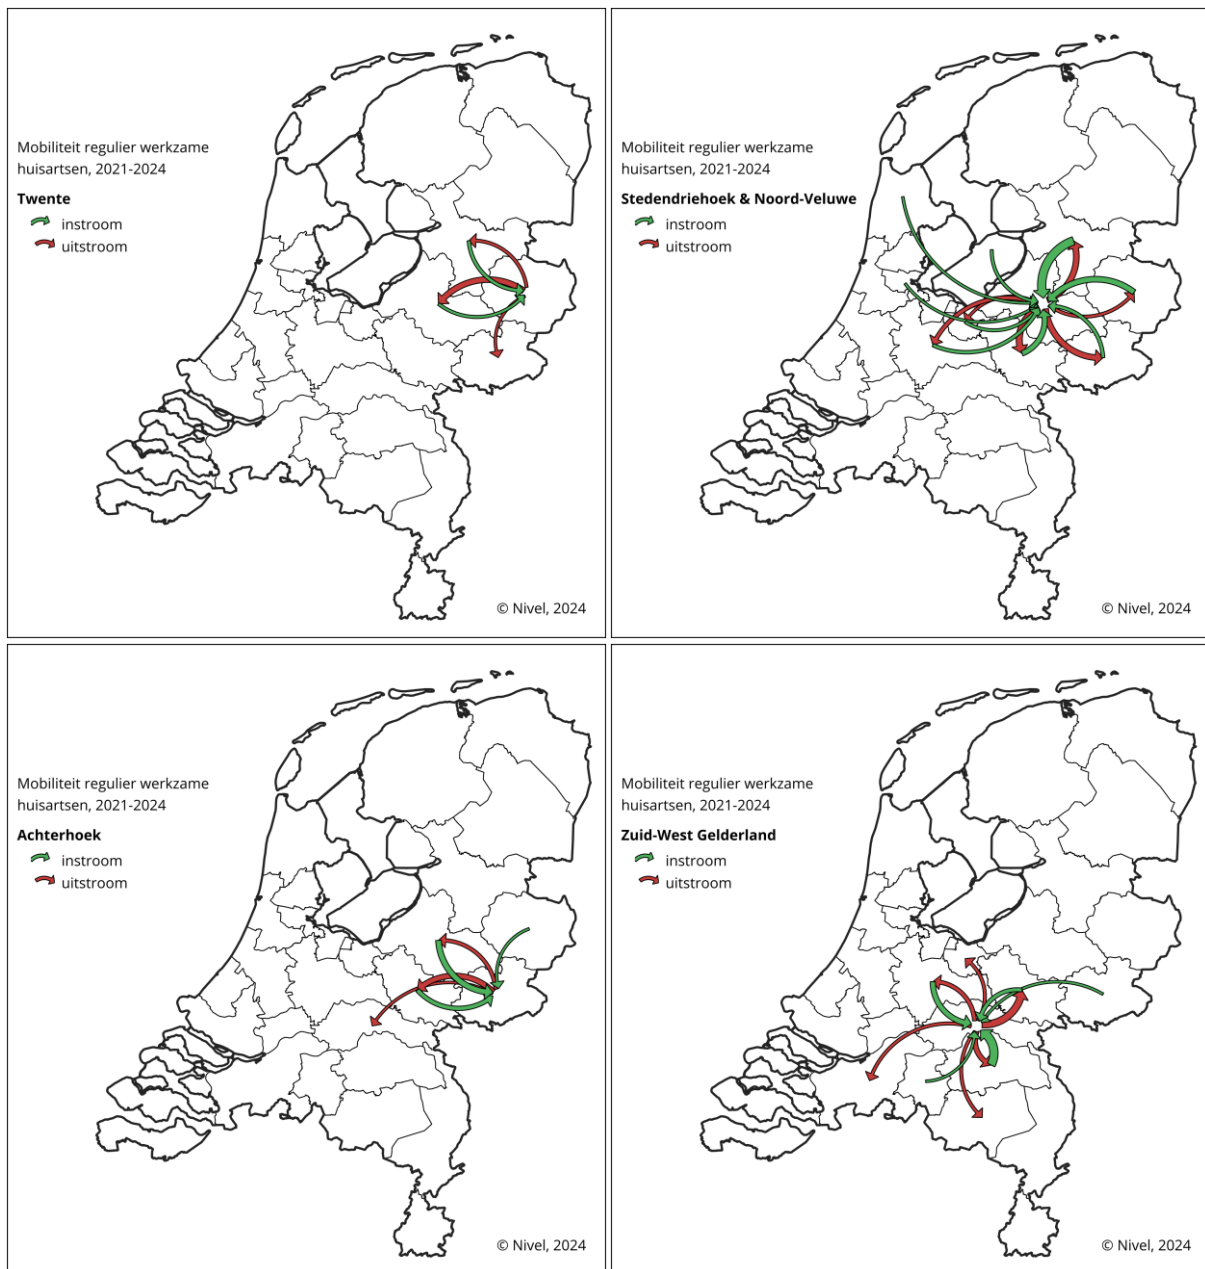 Mobiliteit regulier werkzame
huisartsen, 2021-2024
Twente
instroom
uitstroom
© Nivel, 2024
Mobiliteit regulier werkzame
huisartsen, 2021-2024
Stedendriehoek & Noord-Veluwe
instroom
uitstroom
© Nivel, 2024
Mobiliteit regulier werkzame
huisartsen, 2021-2024
Achterhoek
instroom
uitstroom
© Nivel, 2024
Mobiliteit regulier werkzame
huisartsen, 2021-2024
Zuid-West Gelderland
instroom
uitstroom
© Nivel, 2024